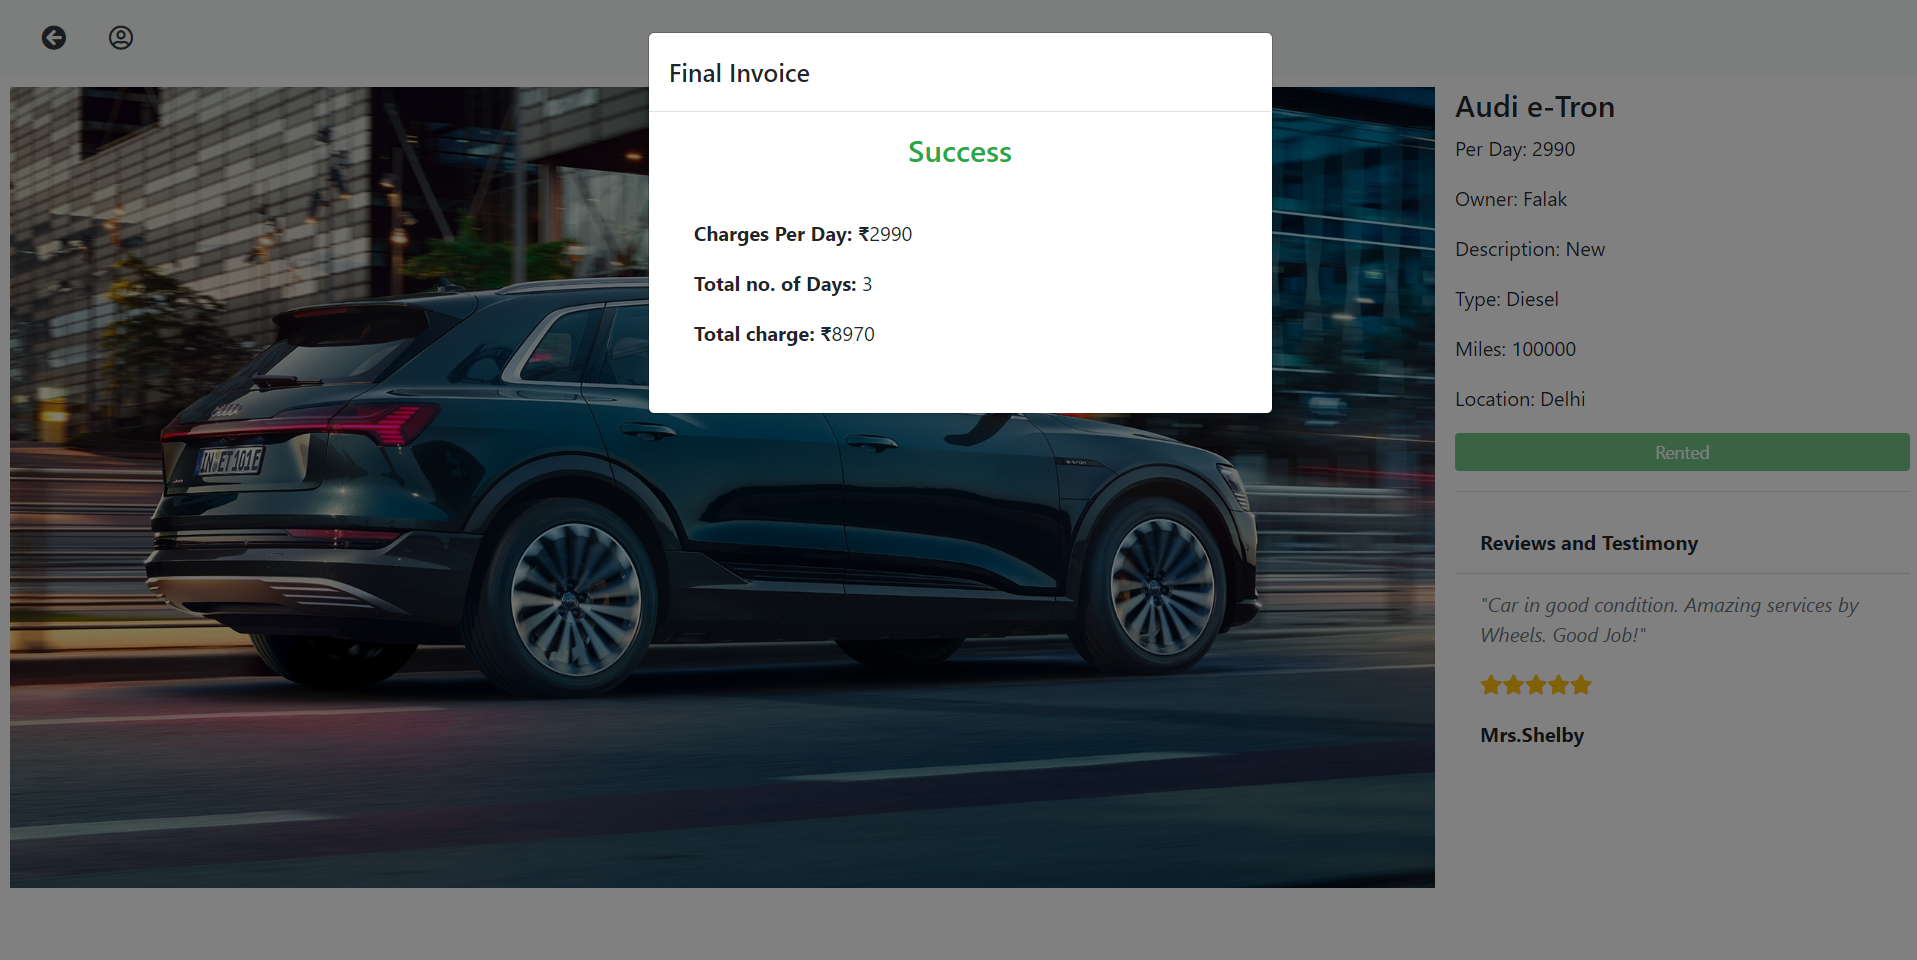 Final Invoice
Success
Charges Per Day: ₹2990
Total no. of Days: 3
Total charge: ₹8970
Audi e-Tron
Per Day: 2990
Owner: Falak
Description: New
Type: Diesel
Miles: 100000
Location: Delhi
Rented
Reviews and Testimony
"Car in good condition. Amazing services by
Wheels. Good Job!"
Mrs.Shelby
IN ET 101E